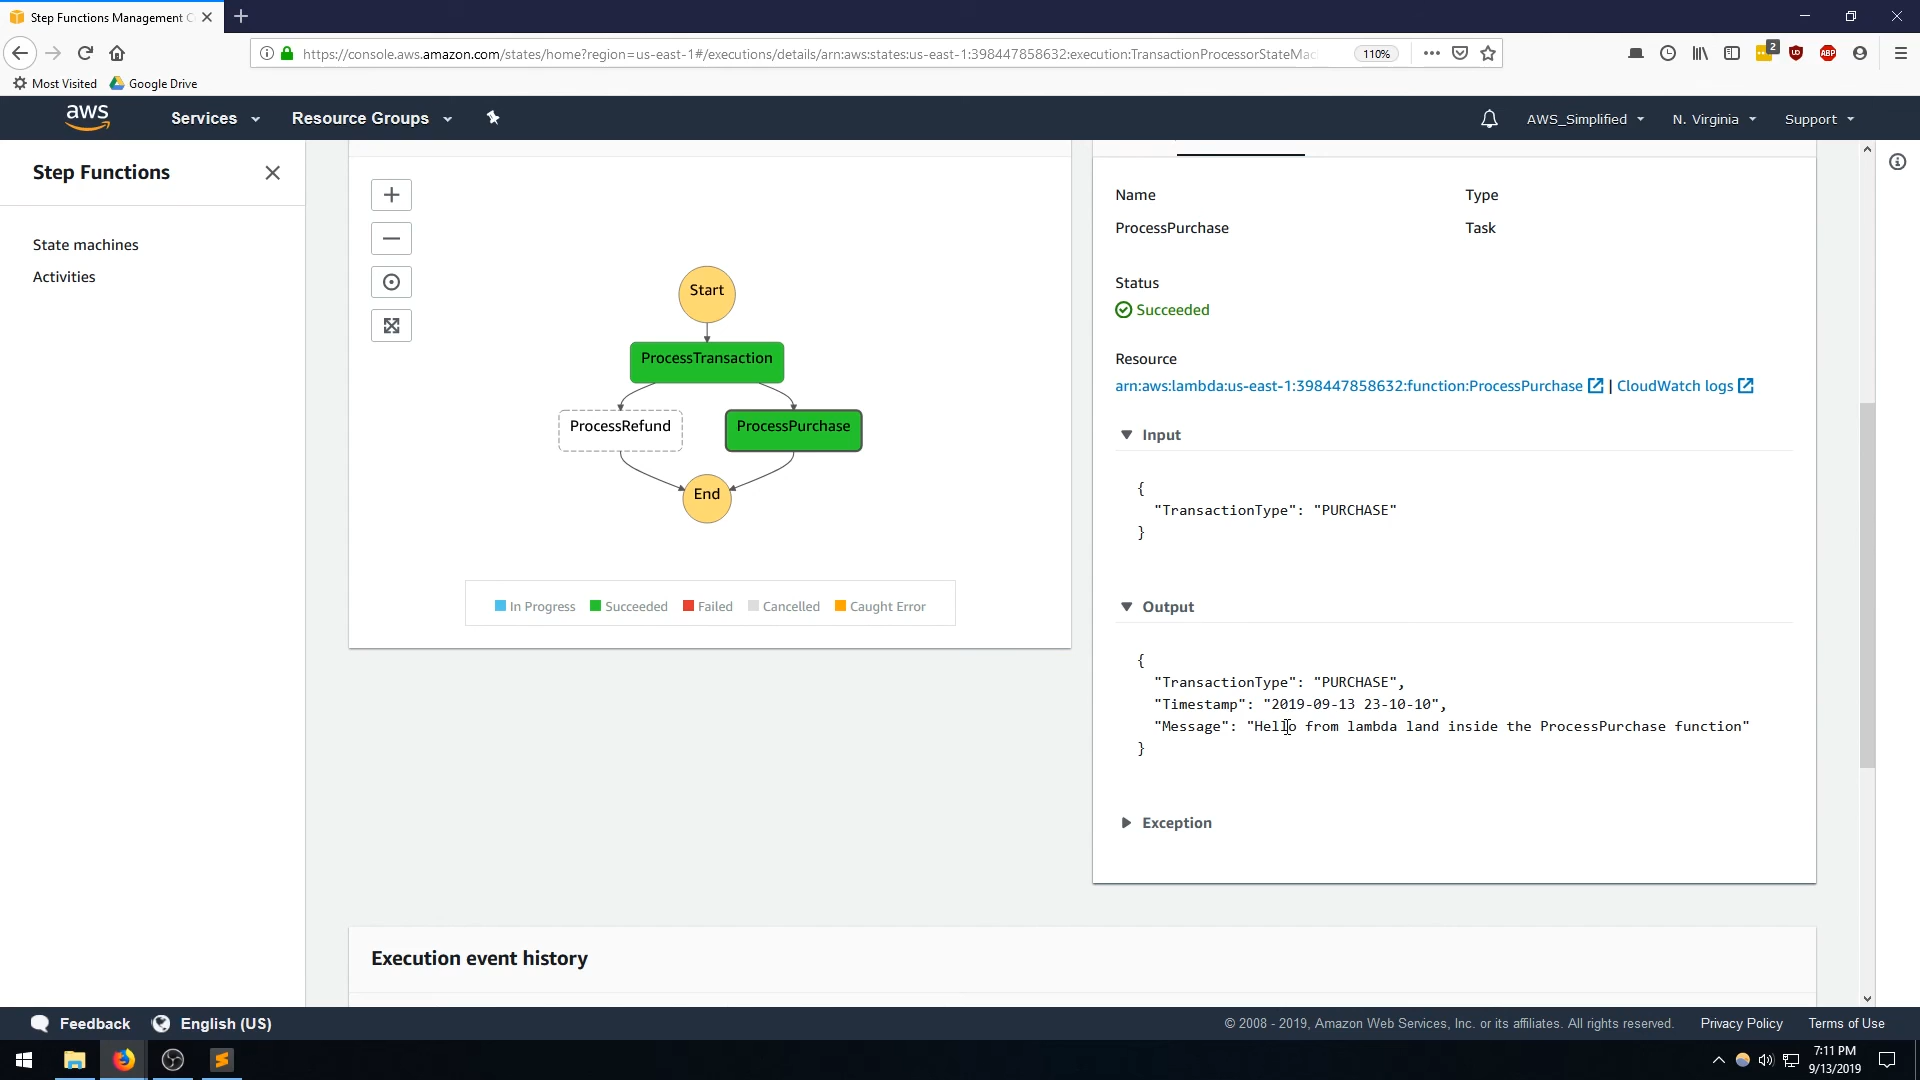 Step Functions Management C
https://console.aws.amazon.com/states/home?region=us-east-1#/executions/details/arn:aws:states:us-east-1:398447858632:execution:TransactionProcessorStateMac
110%
2
ABP
Most Visited
Google Drive
aws
Services
Resource Groups
AWS_Simplified
N. Virginia
Support
Step Functions
State machines
Activities
Start
ProcessTransaction
ProcessRefund
ProcessPurchase
End
In Progress
Succeeded
Failed
Cancelled
Caught Error
Name
Type
ProcessPurchase
Task
Status
Succeeded
Resource
arn:aws:lambda:us-east-1:398447858632:function:ProcessPurchase | CloudWatch logs
Input
{
"TransactionType": "PURCHASE"
}
Output
{
"TransactionType": "PURCHASE",
"Timestamp": "2019-09-13 23-10-10",
"Message": "Hello from lambda land inside the ProcessPurchase function"
}
Exception
Execution event history
Feedback
English (US)
© 2008 - 2019, Amazon Web Services, Inc. or its affiliates. All rights reserved.
Privacy Policy
Terms of Use
7:11 PM
9/13/2019